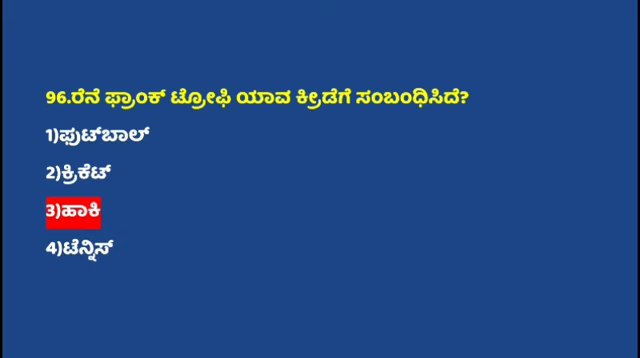 96.ರೆನೆ ಫ್ರಾಂಕ್ ಟ್ರೋಫಿ ಯಾವ ಕ್ರೀಡೆಗೆ ಸಂಬಂಧಿಸಿದೆ?
1)ಫುಟ್‌ಬಾಲ್
2)ಕ್ರಿಕೆಟ್
3)ಹಾಕಿ
4)ಟೆನ್ನಿಸ್